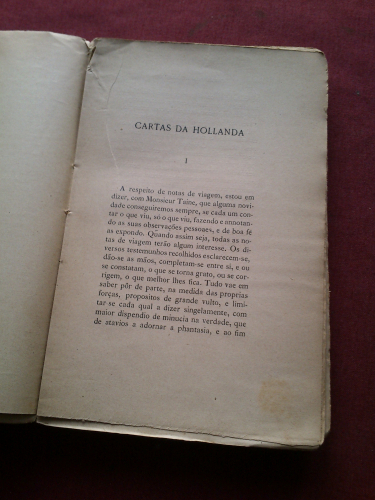 CARTAS DA HOLLANDA
I
A respeito de notas de viagem, estou em
dizer, com Monsieur Taine, que alguma novi-
dade conseguiremos sempre, se cada um con-
tar o que viu, só o que viu, fazendo e annotan-
do as suas observações pessoaes, e de boa fé
as expondo. Quando assim seja, todas as no-
tas de viagem terão algum interesse. Os di-
versos testemunhos recolhidos esclarecem-se,
dão-se as mãos, completam-se entre si, e ou
se constatam, o que se torna grato, ou se cor-
rigem, o que melhor lhes fica. Tudo voe em
saber pôr de parte, na medida das proprias
forças, propositos de grande vulto, e limi-
tar-se cada qual a dizer singelamente, com
maior dispendio de minucia na verdade, que
de atavios a adornar a phantasia, e ao fim